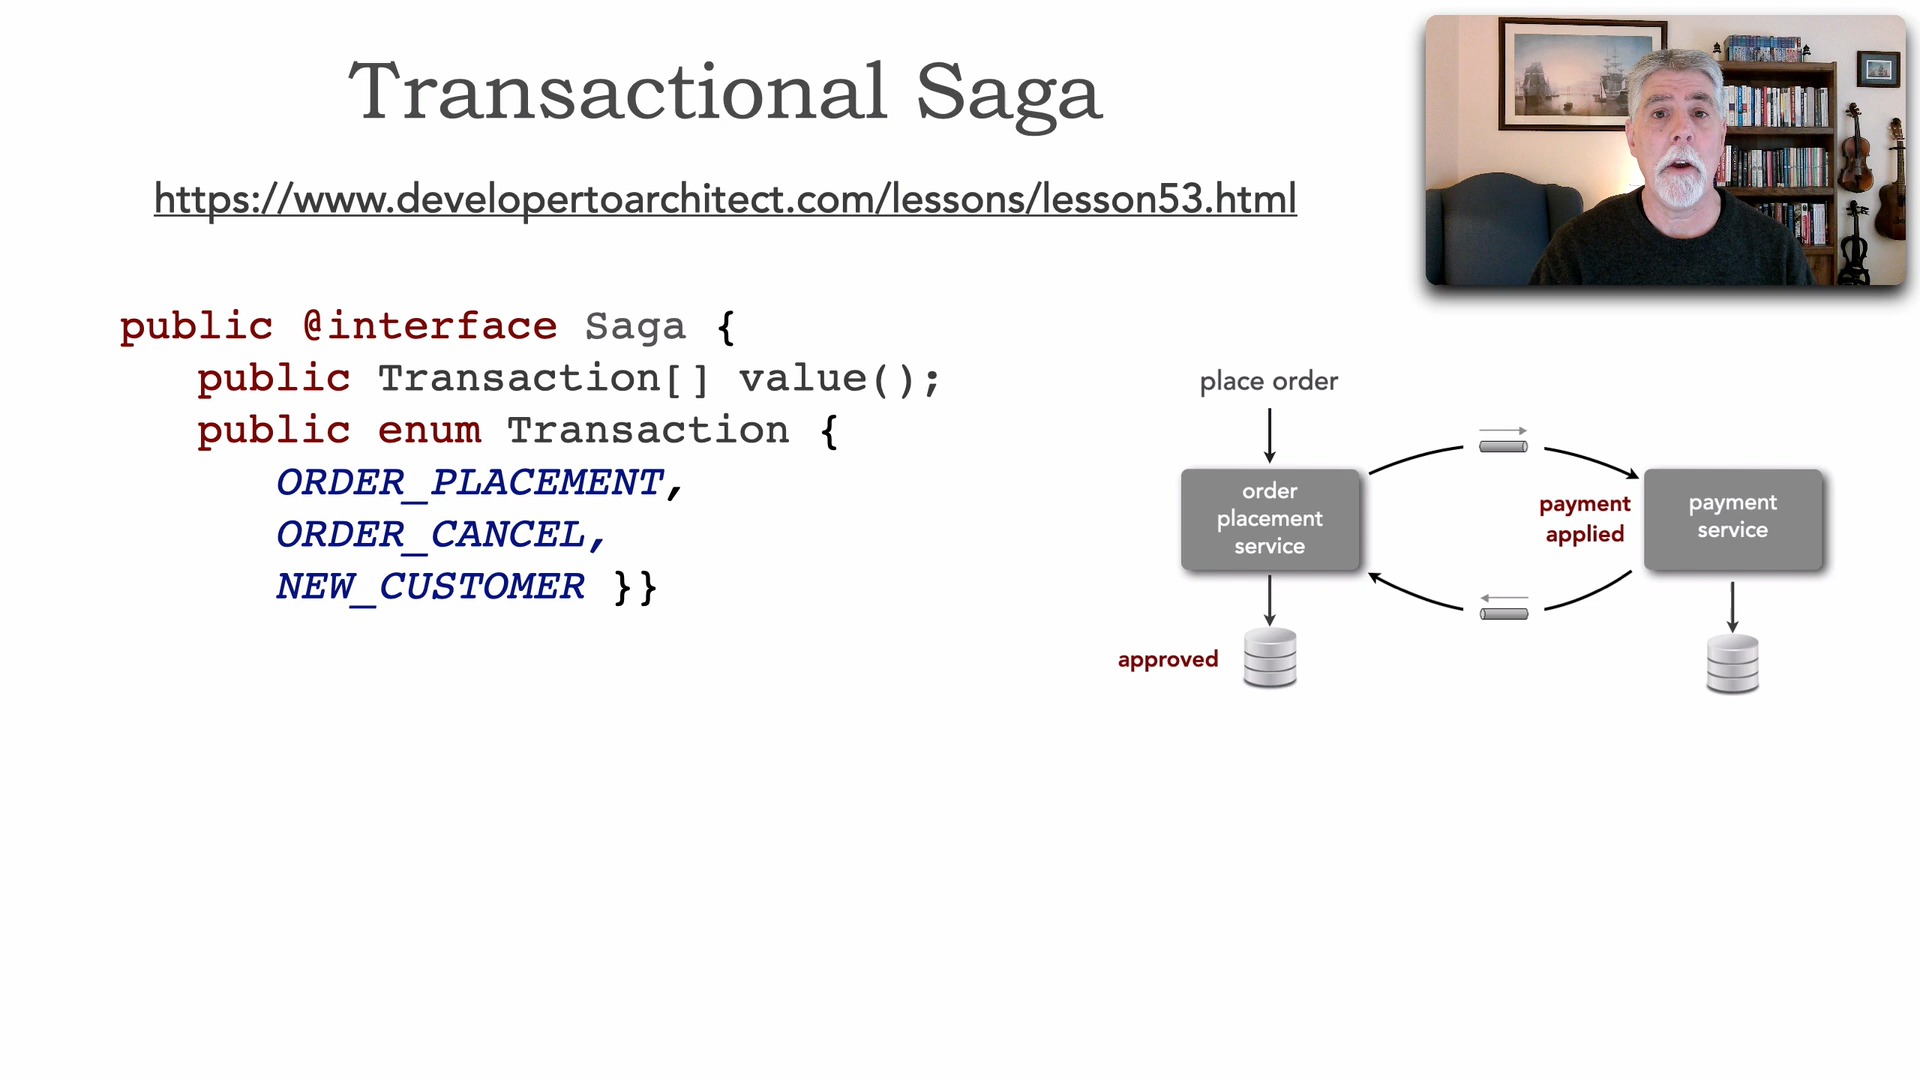 Transactional Saga
https://www.developertoarchitect.com/lessons/lesson53.html
public @interface Saga {
public Transaction[] value();
public enum Transaction {
ORDER_PLACEMENT,
ORDER_CANCEL,
NEW_CUSTOMER }}
place order
order
placement
service
payment
applied
payment
service
approved